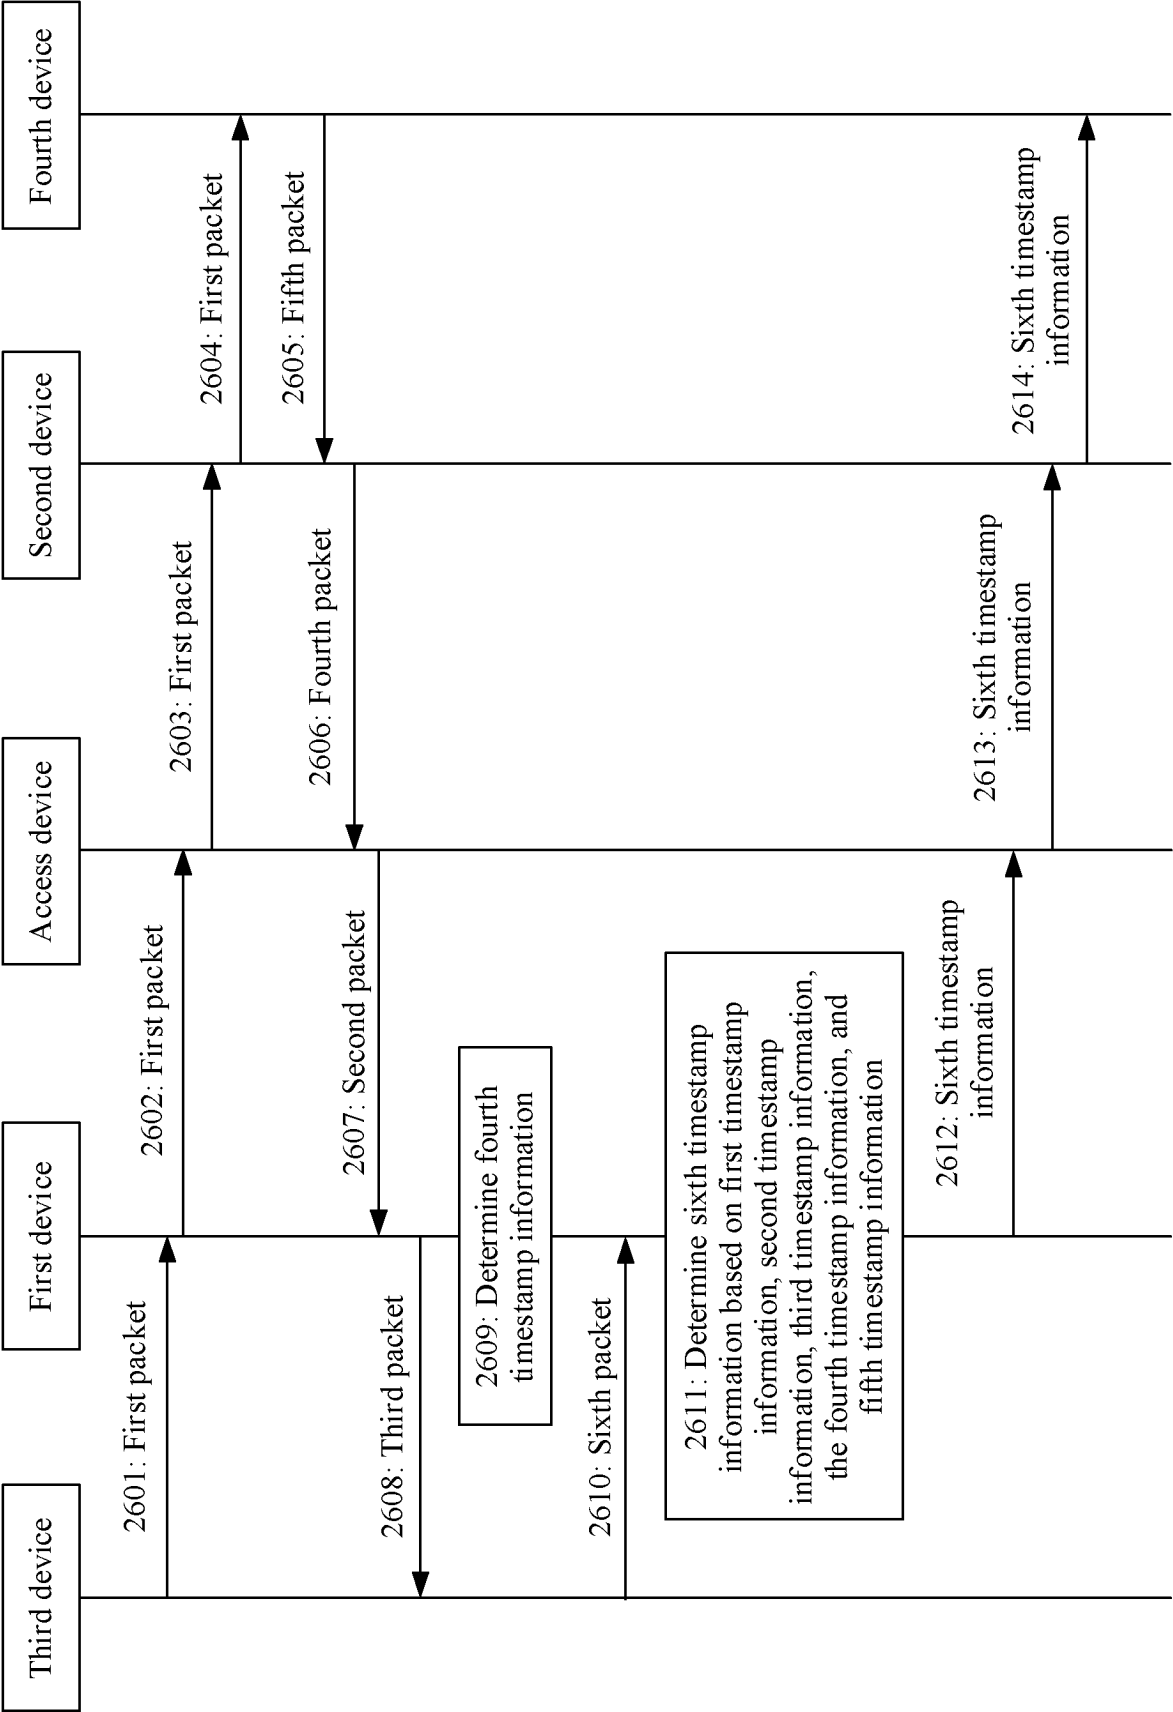 Third device
First device
Access device
Second device
Fourth device
2601: First packet
2602: First packet
2603: First packet
2604: First packet
2605: Fifth packet
2606: Fourth packet
2607: Second packet
2608: Third packet
2609: Determine fourth
timestamp information
2610: Sixth packet
2611: Determine sixth timestamp
information based on first timestamp
information, second timestamp
information, third timestamp information,
the fourth timestamp information, and
fifth timestamp information
2612: Sixth timestamp
information
2613: Sixth timestamp
information
2614: Sixth timestamp
information